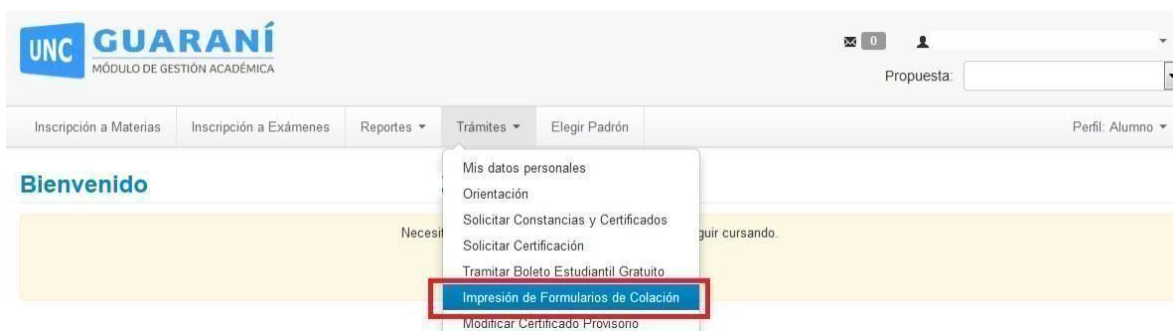 UNC GUARANÍ
MÓDULO DE GESTIÓN ACADÉMICA
0
Propuesta:
Inscripción a Materias Inscripción a Exámenes Reportes Trámites Elegir Padrón Perfil: Alumno
Bienvenido
Mis datos personales
Orientación
Solicitar Constancias y Certificados
Necesit guir cursando.
Solicitar Certificación
Tramitar Boleto Estudiantil Gratuito
Impresión de Formularios de Colación
Modificar Certificado Provisorio